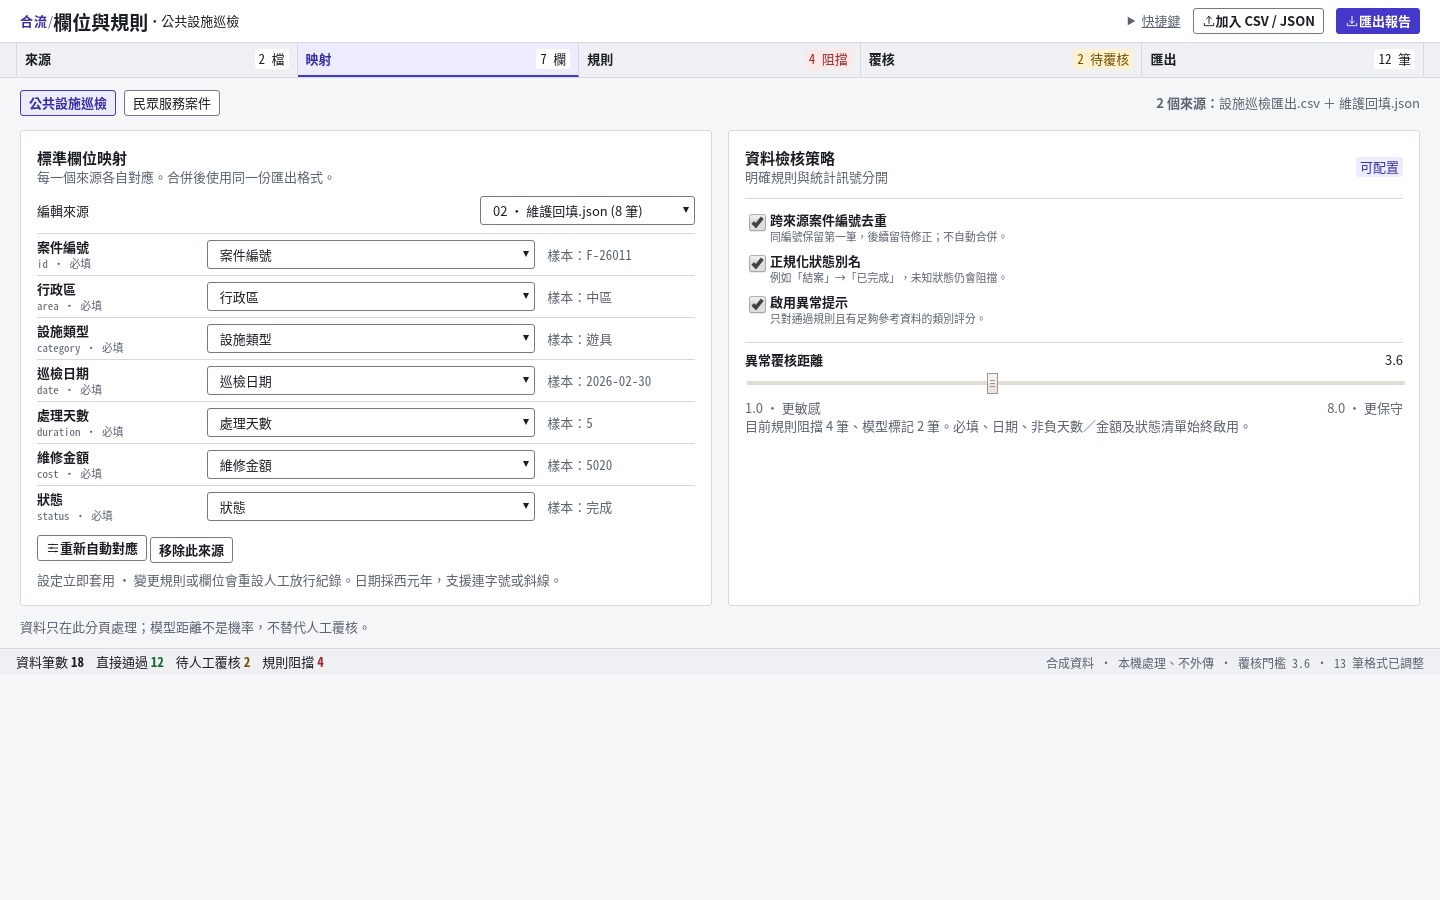 合流/欄位與規則・公共設施巡檢
▶ 快捷鍵
加入 CSV / JSON
匯出報告
來源 2 檔
映射 7 欄
規則 4 阻擋
覆核 2 待覆核
匯出 12 筆
公共設施巡檢
民眾服務案件
2 個來源：設施巡檢匯出.csv ＋ 維護回填.json
標準欄位映射
每一個來源各自對應。合併後使用同一份匯出格式。
編輯來源
02 · 維護回填.json (8 筆)
案件編號
id · 必填
案件編號
樣本：F-26011
行政區
area · 必填
行政區
樣本：中區
設施類型
category · 必填
設施類型
樣本：遊具
巡檢日期
date · 必填
巡檢日期
樣本：2026-02-30
處理天數
duration · 必填
處理天數
樣本：5
維修金額
cost · 必填
維修金額
樣本：5020
狀態
status · 必填
狀態
樣本：完成
重新自動對應
移除此來源
設定立即套用 · 變更規則或欄位會重設人工放行紀錄。日期採西元年，支援連字號或斜線。
資料檢核策略
明確規則與統計訊號分開
可配置
跨來源案件編號去重
同編號保留第一筆，後續留待修正；不自動合併。
正規化狀態別名
例如「結案」→「已完成」，未知狀態仍會阻擋。
啟用異常提示
只對通過規則且有足夠參考資料的類別評分。
異常覆核距離
3.6
1.0 · 更敏感
8.0 · 更保守
目前規則阻擋 4 筆、模型標記 2 筆。必填、日期、非負天數／金額及狀態清單始終啟用。
資料只在此分頁處理；模型距離不是機率，不替代人工覆核。
資料筆數 18 直接通過 12 待人工覆核 2 規則阻擋 4
合成資料 · 本機處理、不外傳 · 覆核門檻 3.6 · 13 筆格式已調整